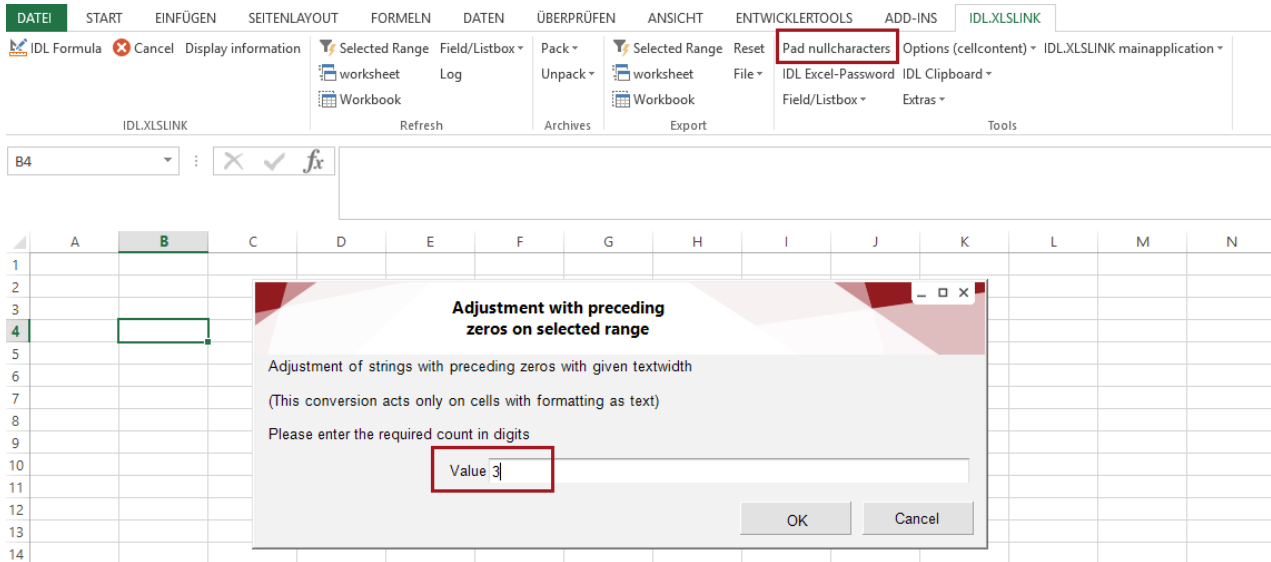 DATEI START EINFÜGEN SEITENLAYOUT FORMELN DATEN ÜBERPRÜFEN ANSICHT ENTWICKLERTOOLS ADD-INS IDL.XLSLINK
IDL Formula Cancel Display information Selected Range Field/Listbox Pack Selected Range Reset Pad nullcharacters Options (cellcontent) IDL.XLSLINK mainapplication
worksheet Log Unpack worksheet File IDL Excel-Password IDL Clipboard
Workbook Workbook Field/Listbox Extras
IDL.XLSLINK Refresh Archives Export Tools
B4 fx
A B C D E F G H I J K L M N
1
2
3
4
5
6
7
8
9
10
11
12
13
14
Adjustment with preceding
zeros on selected range
Adjustment of strings with preceding zeros with given textwidth
(This conversion acts only on cells with formatting as text)
Please enter the required count in digits
Value 3
OK Cancel